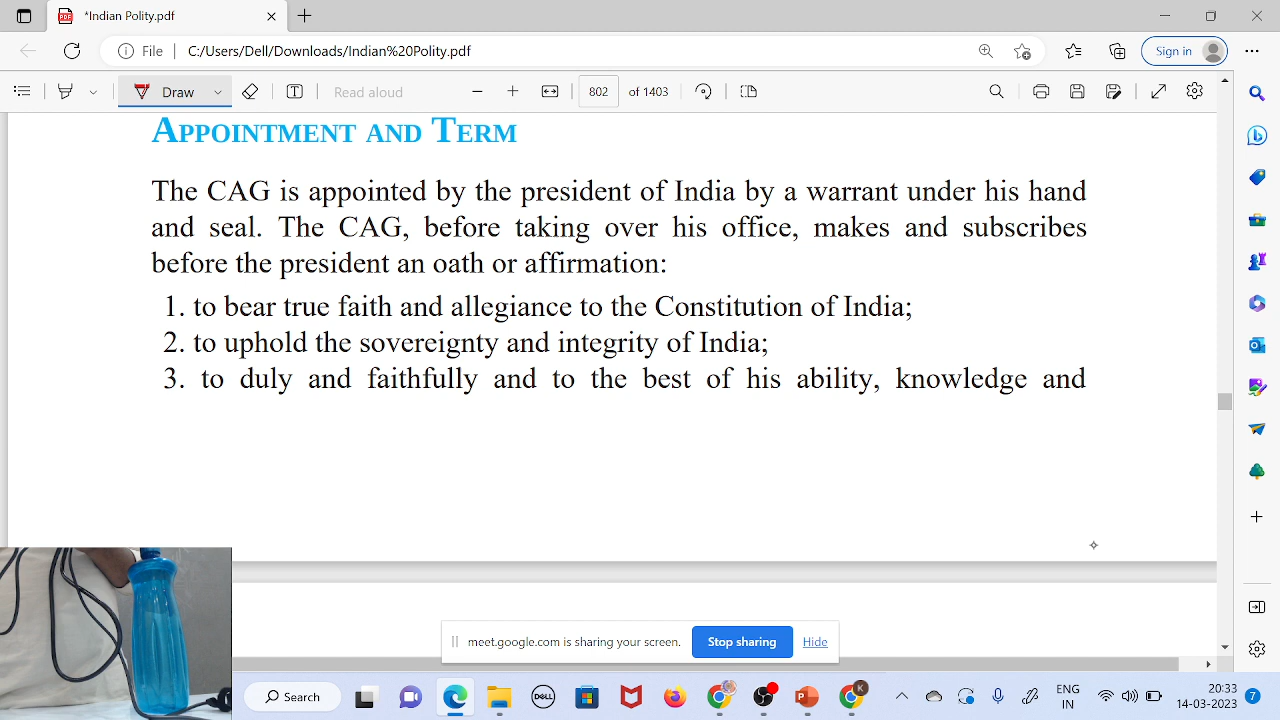 *Indian Polity.pdf
File
C:/Users/Dell/Downloads/Indian%20Polity.pdf
Sign in
Draw
Read aloud
802 of 1403
APPOINTMENT AND TERM
The CAG is appointed by the president of India by a warrant under his hand
and seal. The CAG, before taking over his office, makes and subscribes
before the president an oath or affirmation:
1. to bear true faith and allegiance to the Constitution of India;
2. to uphold the sovereignty and integrity of India;
3. to duly and faithfully and to the best of his ability, knowledge and
meet.google.com is sharing your screen. Stop sharing Hide
Search
ENG
IN
20:33
7